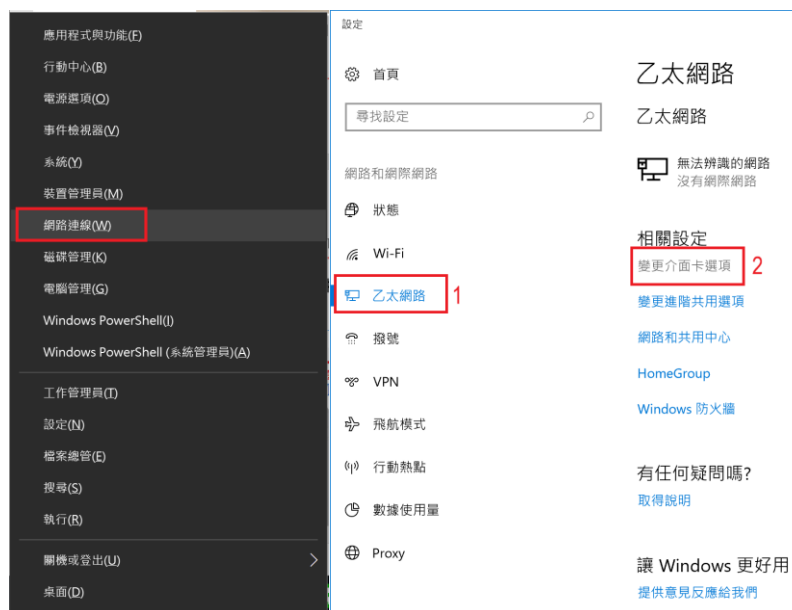 應用程式與功能(F)
行動中心(B)
電源選項(O)
事件檢視器(V)
系統(Y)
裝置管理員(M)
網路連線(W)
磁碟管理(K)
電腦管理(G)
Windows PowerShell(I)
Windows PowerShell (系統管理員)(A)
工作管理員(T)
設定(N)
檔案總管(E)
搜尋(S)
執行(R)
關機或登出(U)
桌面(D)
設定
首頁
尋找設定
網路和網際網路
狀態
Wi-Fi
乙太網路 1
撥號
VPN
飛航模式
行動熱點
數據使用量
Proxy
乙太網路
乙太網路
無法辨識的網路
沒有網際網路
相關設定
變更介面卡選項 2
變更進階共用選項
網路和共用中心
HomeGroup
Windows 防火牆
有任何疑問嗎?
取得說明
讓 Windows 更好用
提供意見反應給我們